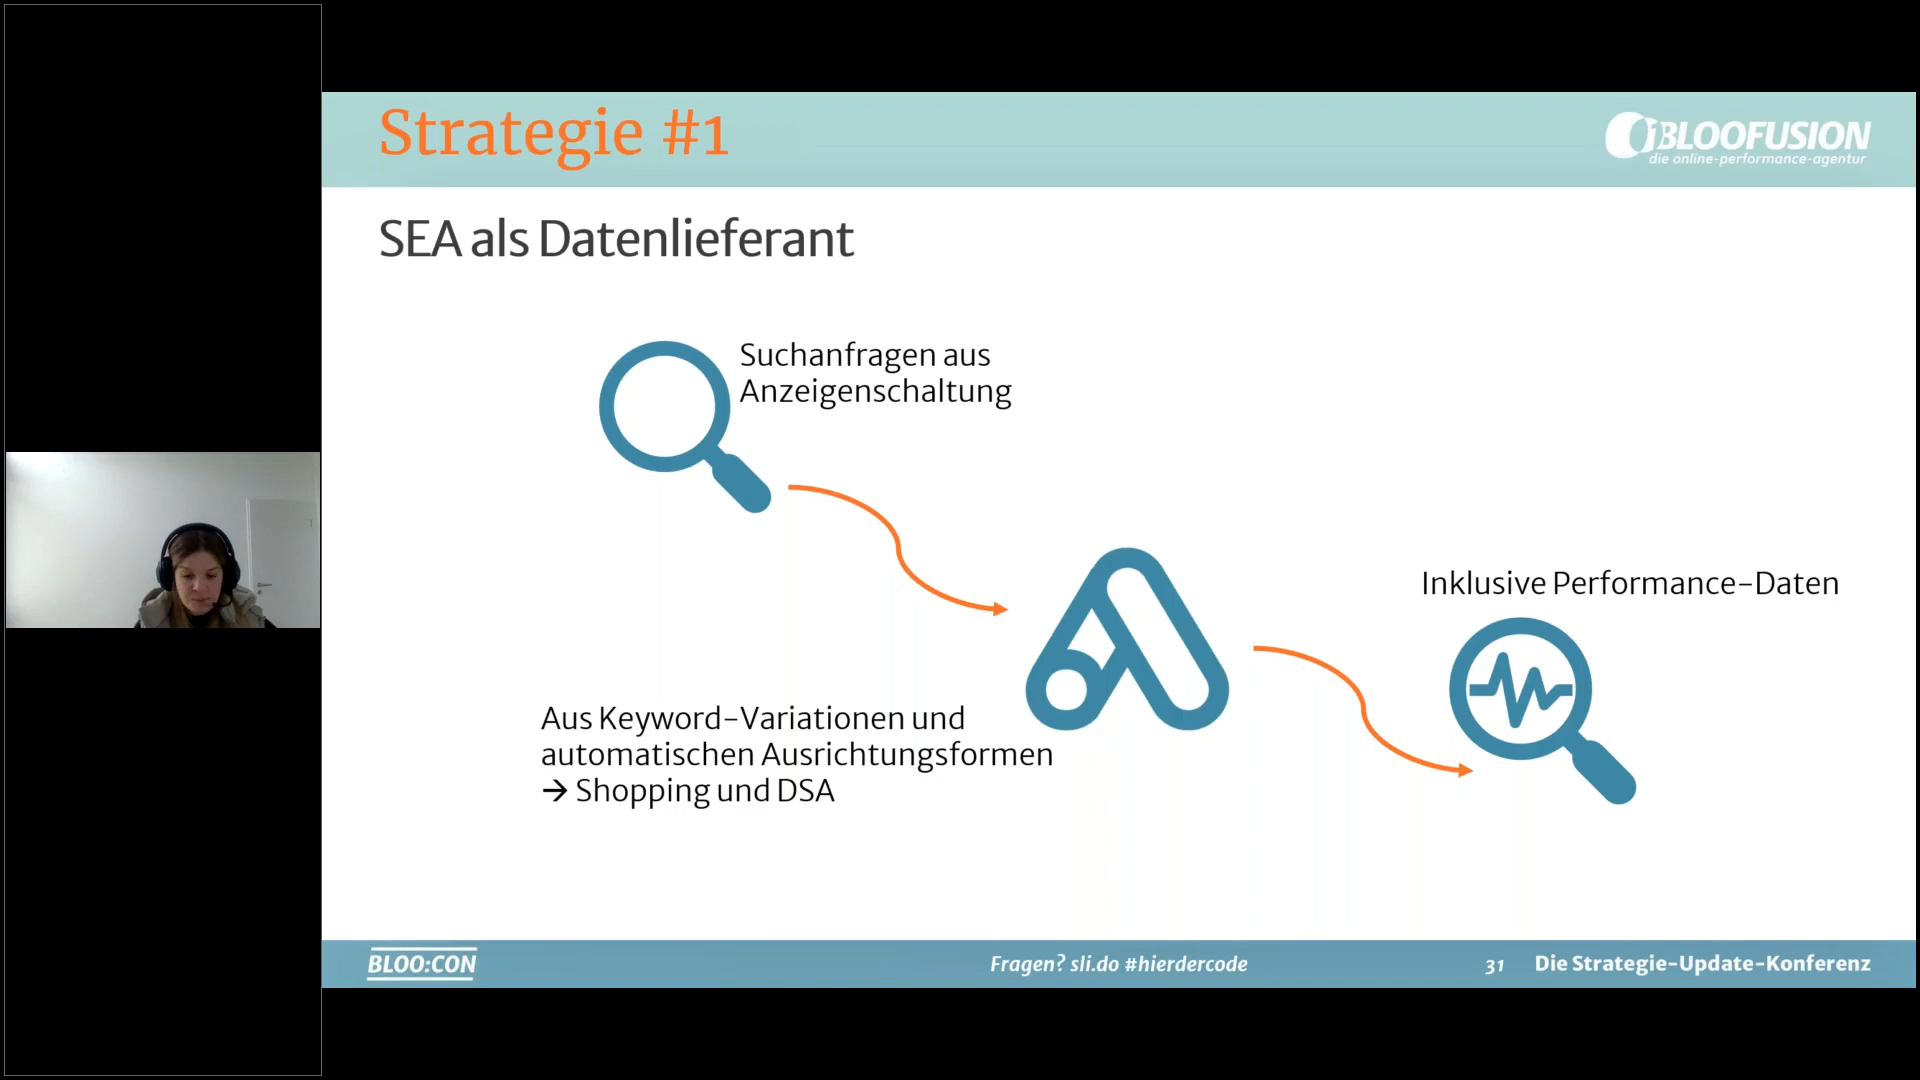 Strategie #1
BLOOFUSION
die online-performance-agentur
SEA als Datenlieferant
Suchanfragen aus
Anzeigenschaltung
Inklusive Performance-Daten
Aus Keyword-Variationen und
automatischen Ausrichtungsformen
→ Shopping und DSA
BLOO:CON
Fragen? sli.do #hierdercode
31
Die Strategie-Update-Konferenz